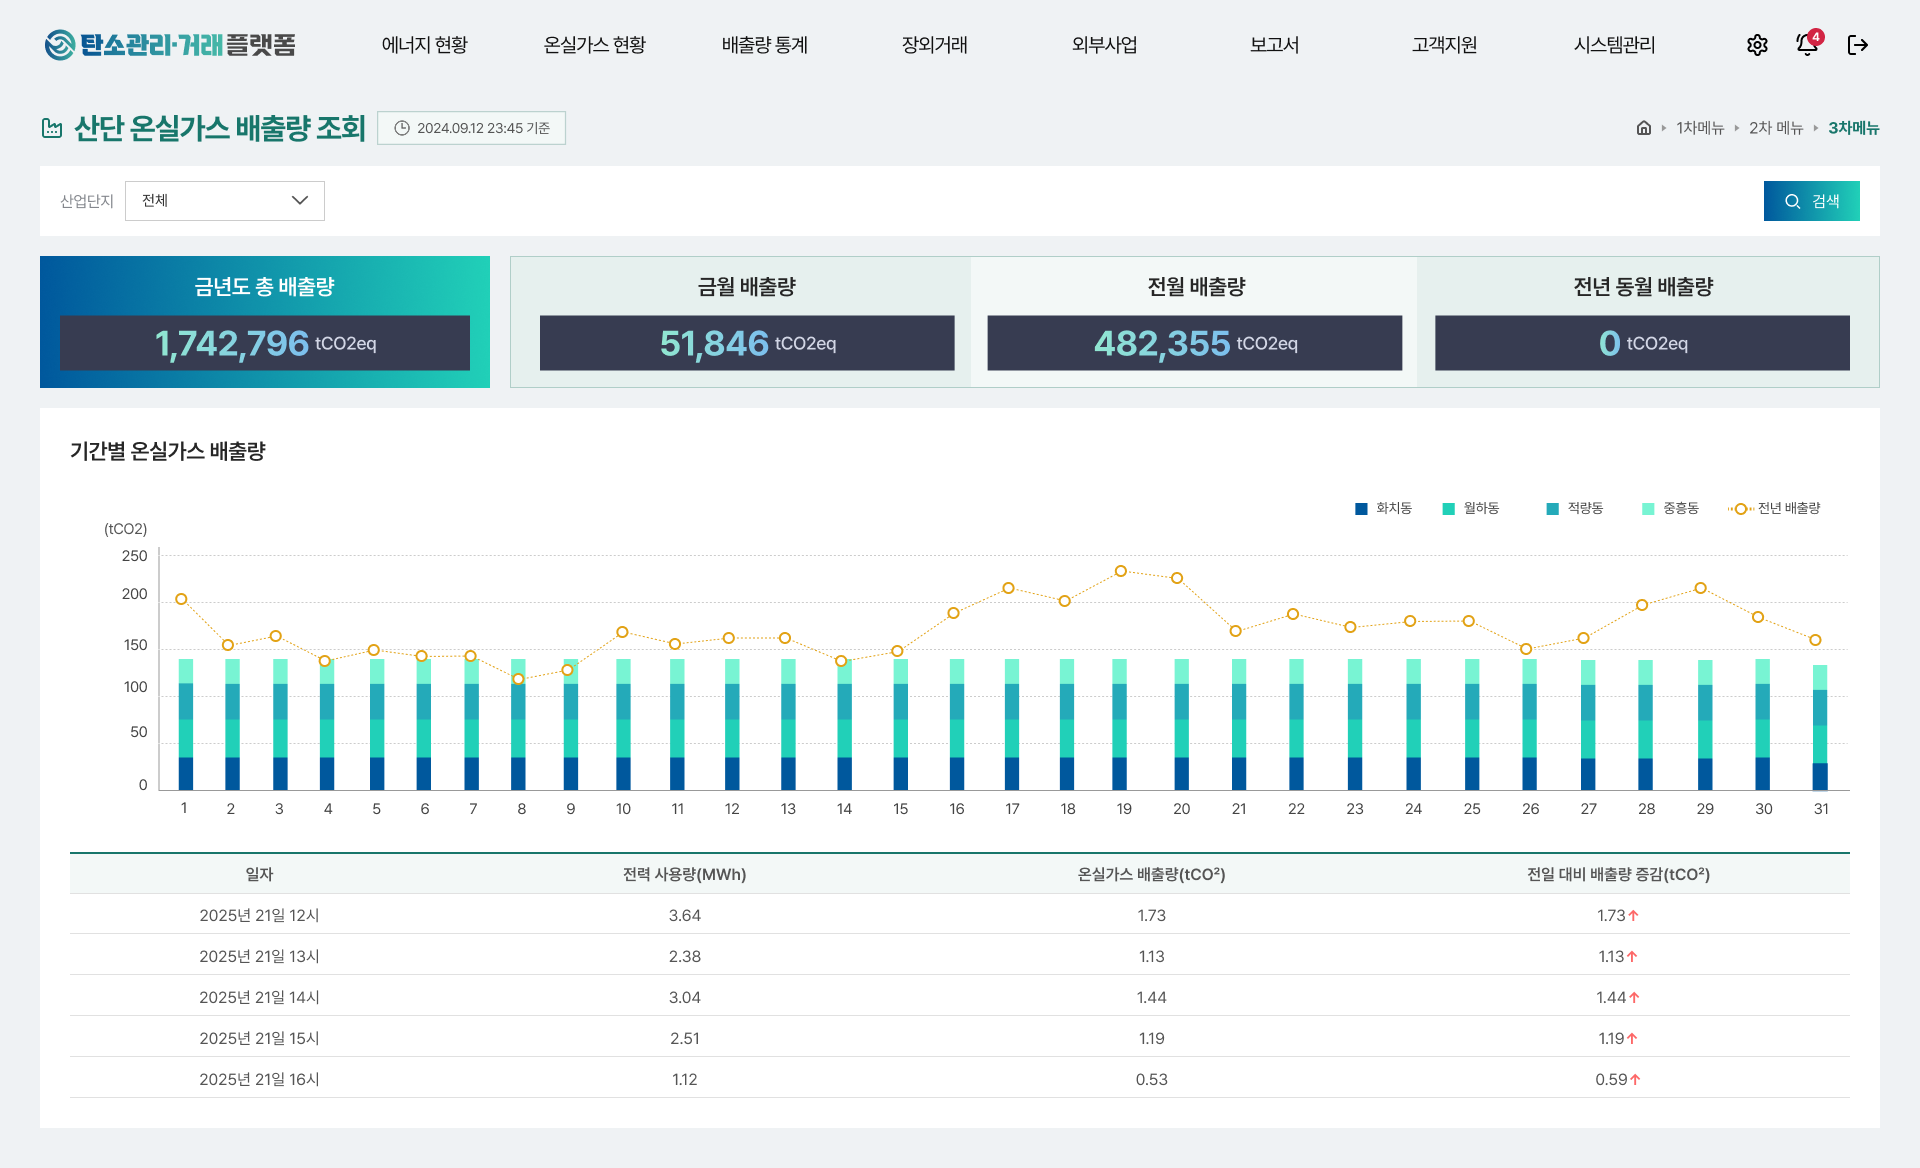 탄소관리·거래플랫폼
에너지 현황
온실가스 현황
배출량 통계
장외거래
외부사업
보고서
고객지원
시스템관리
4
산단 온실가스 배출량 조회
2024.09.12 23:45 기준
1차메뉴
2차 메뉴
3차메뉴
산업단지
전체
검색
금년도 총 배출량
1,742,796 tCO2eq
금월 배출량
51,846 tCO2eq
전월 배출량
482,355 tCO2eq
전년 동월 배출량
0 tCO2eq
기간별 온실가스 배출량
화치동 월하동 적량동 중흥동 전년 배출량
(tCO2)
250
200
150
100
50
0
1 2 3 4 5 6 7 8 9 10 11 12 13 14 15 16 17 18 19 20 21 22 23 24 25 26 27 28 29 30 31
일자 전력 사용량(MWh) 온실가스 배출량(tCO²) 전일 대비 배출량 증감(tCO²)
2025년 21일 12시 3.64 1.73 1.73↑
2025년 21일 13시 2.38 1.13 1.13↑
2025년 21일 14시 3.04 1.44 1.44↑
2025년 21일 15시 2.51 1.19 1.19↑
2025년 21일 16시 1.12 0.53 0.59↑